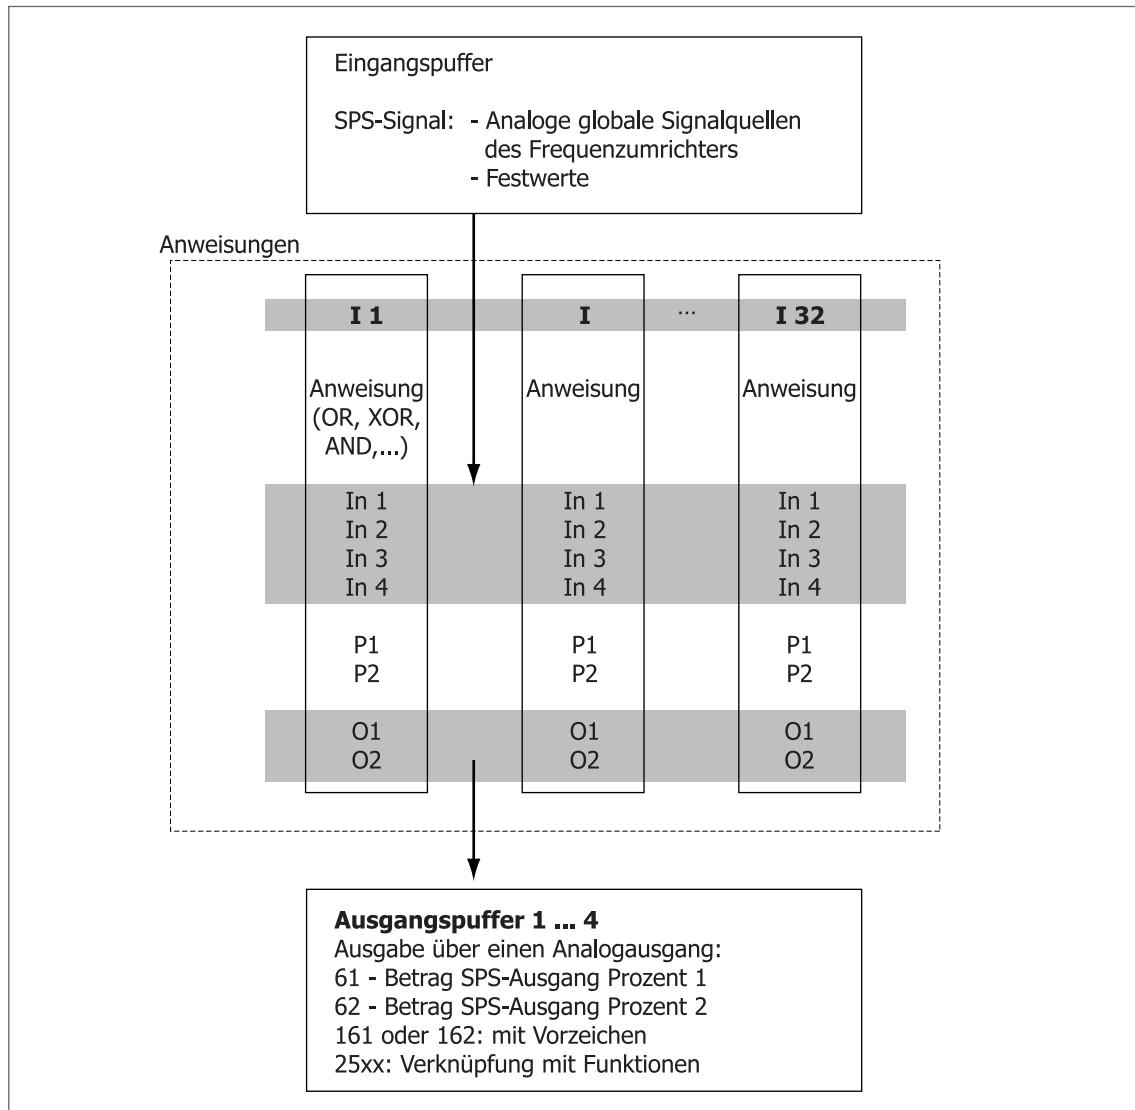 Eingangspuffer
SPS-Signal: - Analoge globale Signalquellen
des Frequenzumrichters
- Festwerte
Anweisungen
I 1 I ... I 32
Anweisung Anweisung Anweisung
(OR, XOR,
AND,...)
In 1 In 1 In 1
In 2 In 2 In 2
In 3 In 3 In 3
In 4 In 4 In 4
P1 P1 P1
P2 P2 P2
O1 O1 O1
O2 O2 O2
Ausgangspuffer 1 ... 4
Ausgabe über einen Analogausgang:
61 - Betrag SPS-Ausgang Prozent 1
62 - Betrag SPS-Ausgang Prozent 2
161 oder 162: mit Vorzeichen
25xx: Verknüpfung mit Funktionen